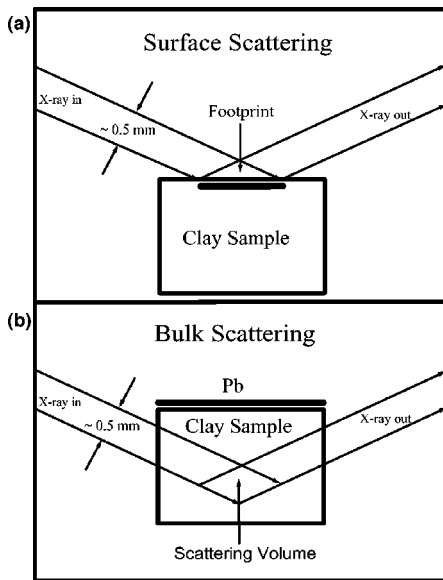 (a)
Surface Scattering
X-ray in
~ 0.5 mm
Footprint
X-ray out
Clay Sample
(b)
Bulk Scattering
Pb
X-ray in
~ 0.5 mm
Clay Sample
X-ray out
Scattering Volume